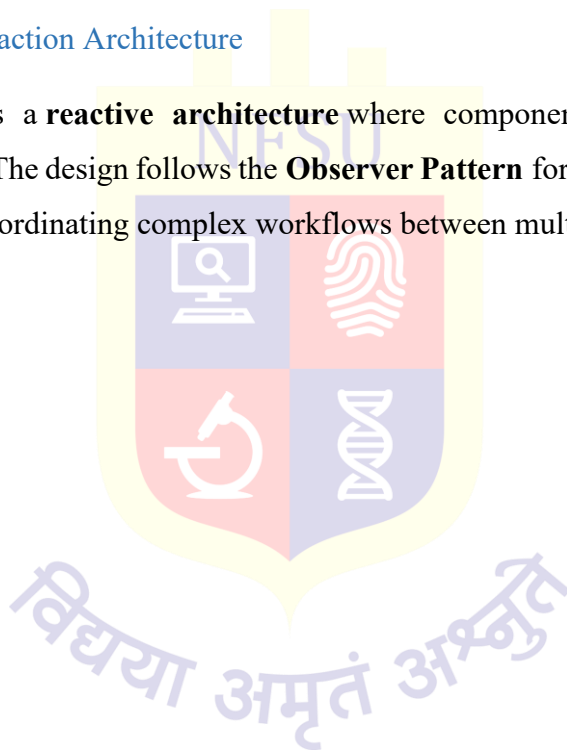 action Architecture
s a reactive architecture where componen
The design follows the Observer Pattern for
ordinating complex workflows between mult
NFSU
विद्यया अमृतं अश्नुते